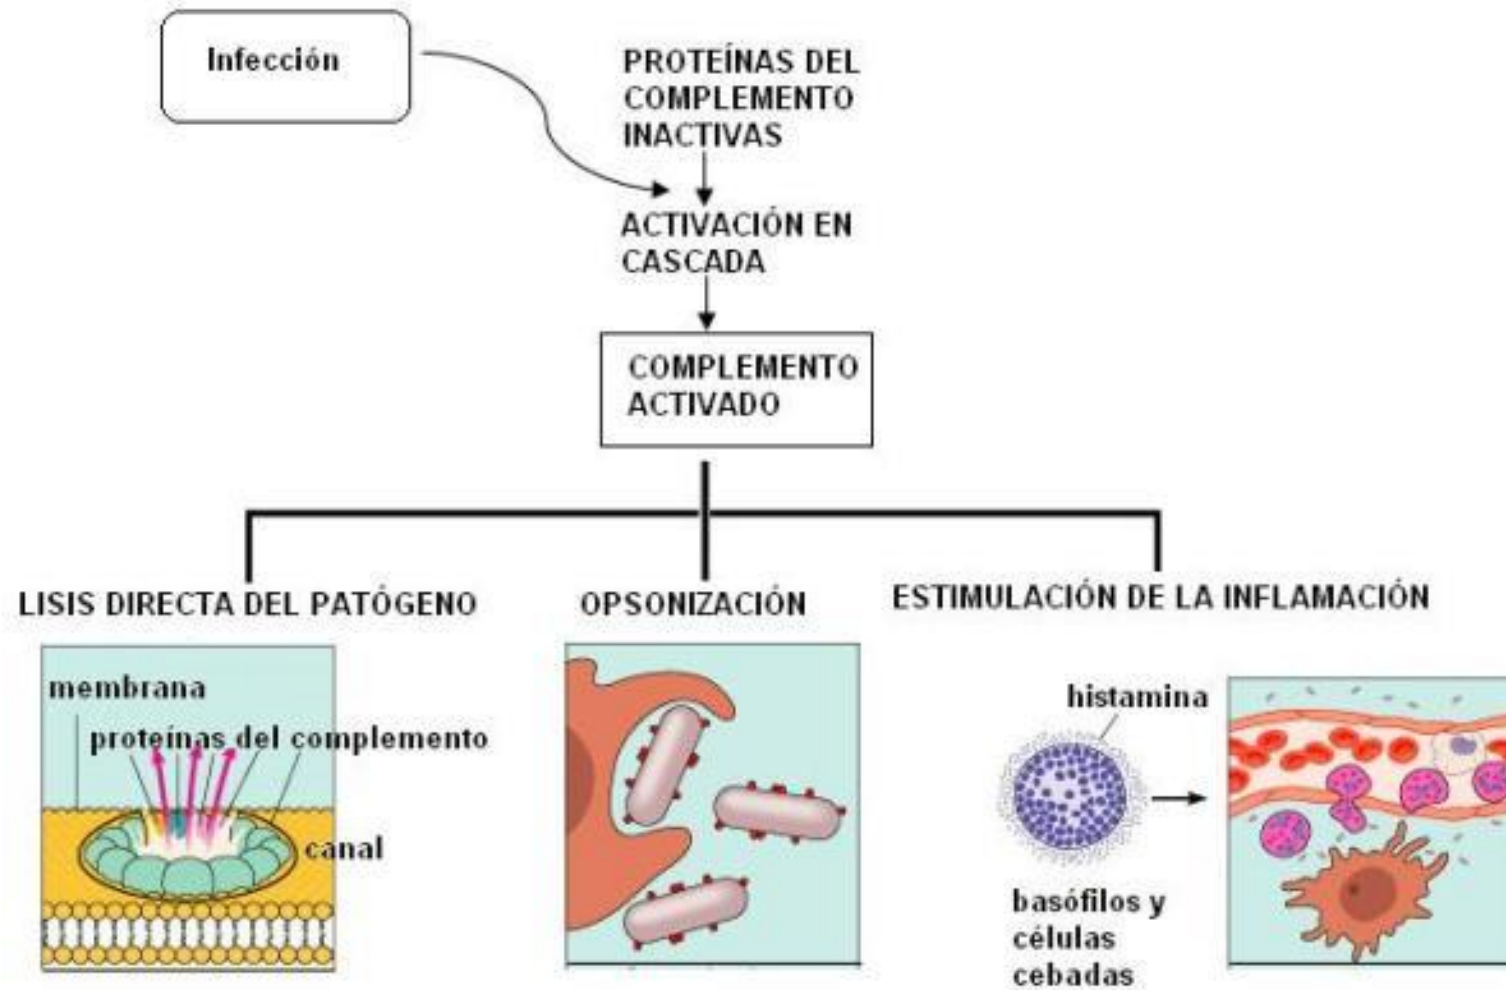 Infección
PROTEÍNAS DEL
COMPLEMENTO
INACTIVAS
ACTIVACIÓN EN
CASCADA
COMPLEMENTO
ACTIVADO
LISIS DIRECTA DEL PATÓGENO
OPSONIZACIÓN
ESTIMULACIÓN DE LA INFLAMACIÓN
membrana
proteínas del complemento
canal
histamina
basófilos y
células
cebadas